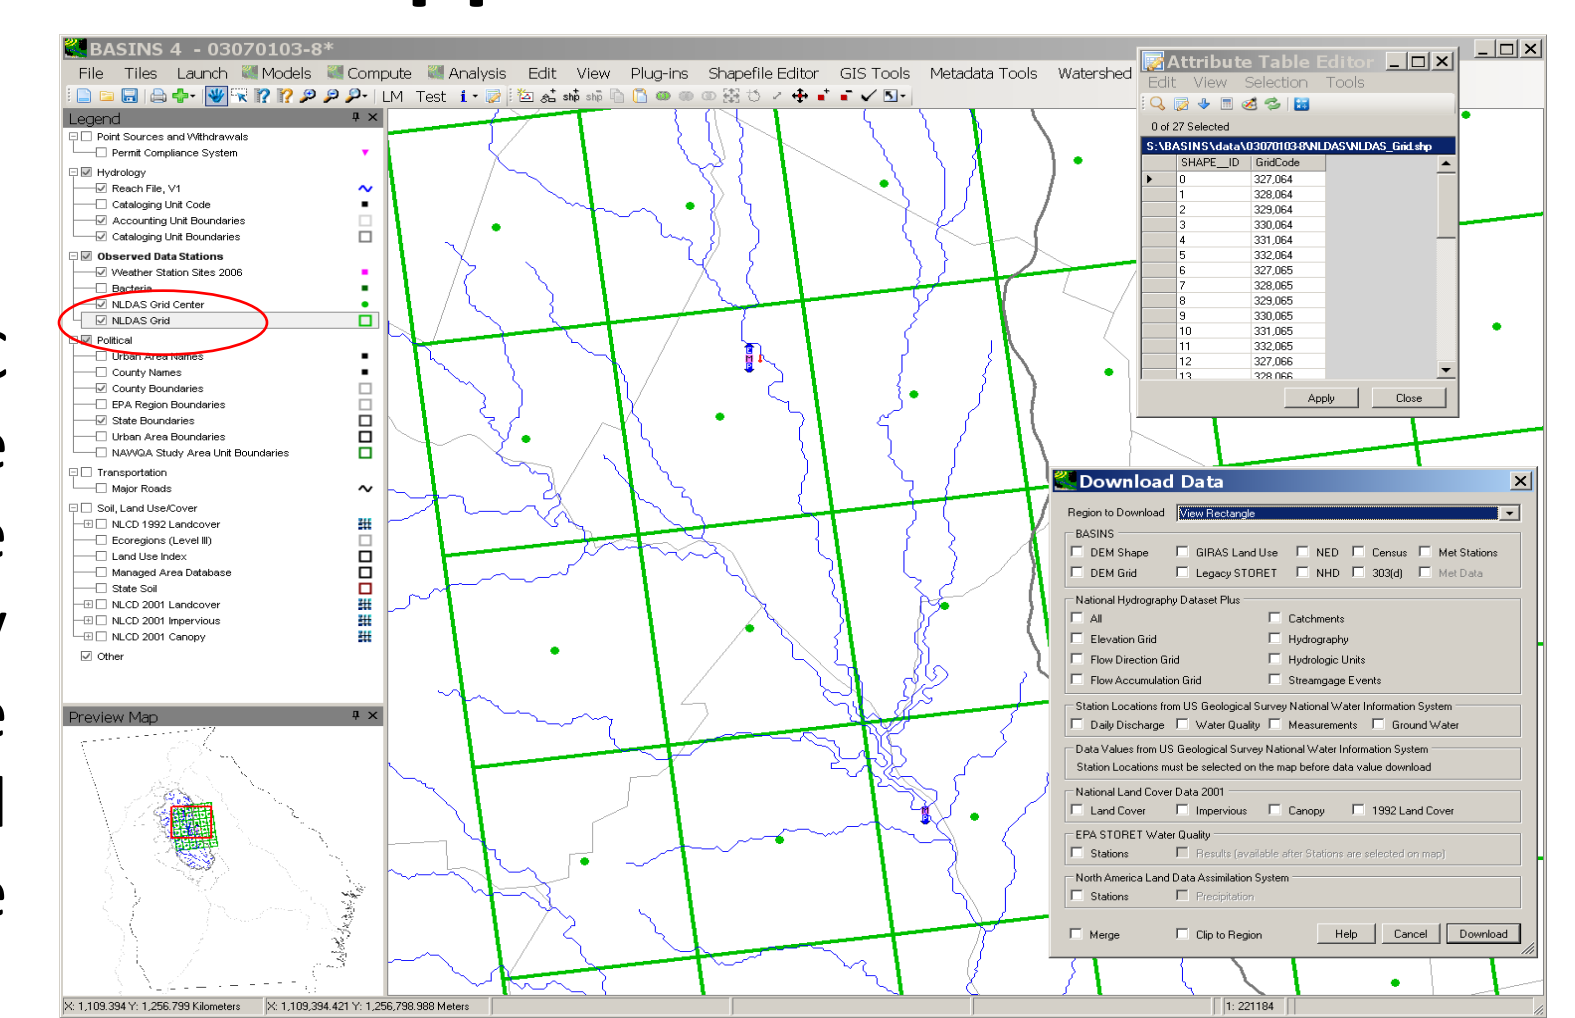 BASINS 4 - 03070103-8*
File Tiles Launch Models Compute Analysis Edit View Plug-ins Shapefile Editor GIS Tools Metadata Tools Watershed
LM Test
Legend
Point Sources and Withdrawals
Permit Compliance System
Hydrology
Reach File, V1
Cataloging Unit Code
Accounting Unit Boundaries
Cataloging Unit Boundaries
Observed Data Stations
Weather Station Sites 2006
Bacteria
NLDAS Grid Center
NLDAS Grid
Political
Urban Area Names
County Names
County Boundaries
EPA Region Boundaries
State Boundaries
Urban Area Boundaries
NAWQA Study Area Unit Boundaries
Transportation
Major Roads
Soil, Land Use/Cover
NLCD 1992 Landcover
Ecoregions (Level III)
Land Use Index
Managed Area Database
State Soil
NLCD 2001 Landcover
NLCD 2001 Impervious
NLCD 2001 Canopy
Other
Preview Map
X: 1,109.394 Y: 1,256.799 Kilometers X: 1,109,394.421 Y: 1,256,798.988 Meters 1: 221184
Attribute Table Editor
Edit View Selection Tools
0 of 27 Selected
S:\BASINS\data\03070103-8\NLDAS\NLDAS_Grid.shp
SHAPE__ID GridCode
0 327,064
1 328,064
2 329,064
3 330,064
4 331,064
5 332,064
6 327,065
7 328,065
8 329,065
9 330,065
10 331,065
11 332,065
12 327,066
13 328,066
Apply Close
Download Data
Region to Download View Rectangle
BASINS
DEM Shape GIRAS Land Use NED Census Met Stations
DEM Grid Legacy STORET NHD 303(d) Met Data
National Hydrography Dataset Plus
All Catchments
Elevation Grid Hydrography
Flow Direction Grid Hydrologic Units
Flow Accumulation Grid Streamgage Events
Station Locations from US Geological Survey National Water Information System
Daily Discharge Water Quality Measurements Ground Water
Data Values from US Geological Survey National Water Information System
Station Locations must be selected on the map before data value download
National Land Cover Data 2001
Land Cover Impervious Canopy 1992 Land Cover
EPA STORET Water Quality
Stations Results (available after Stations are selected on map)
North America Land Data Assimilation System
Stations Precipitation
Merge Clip to Region Help Cancel Download